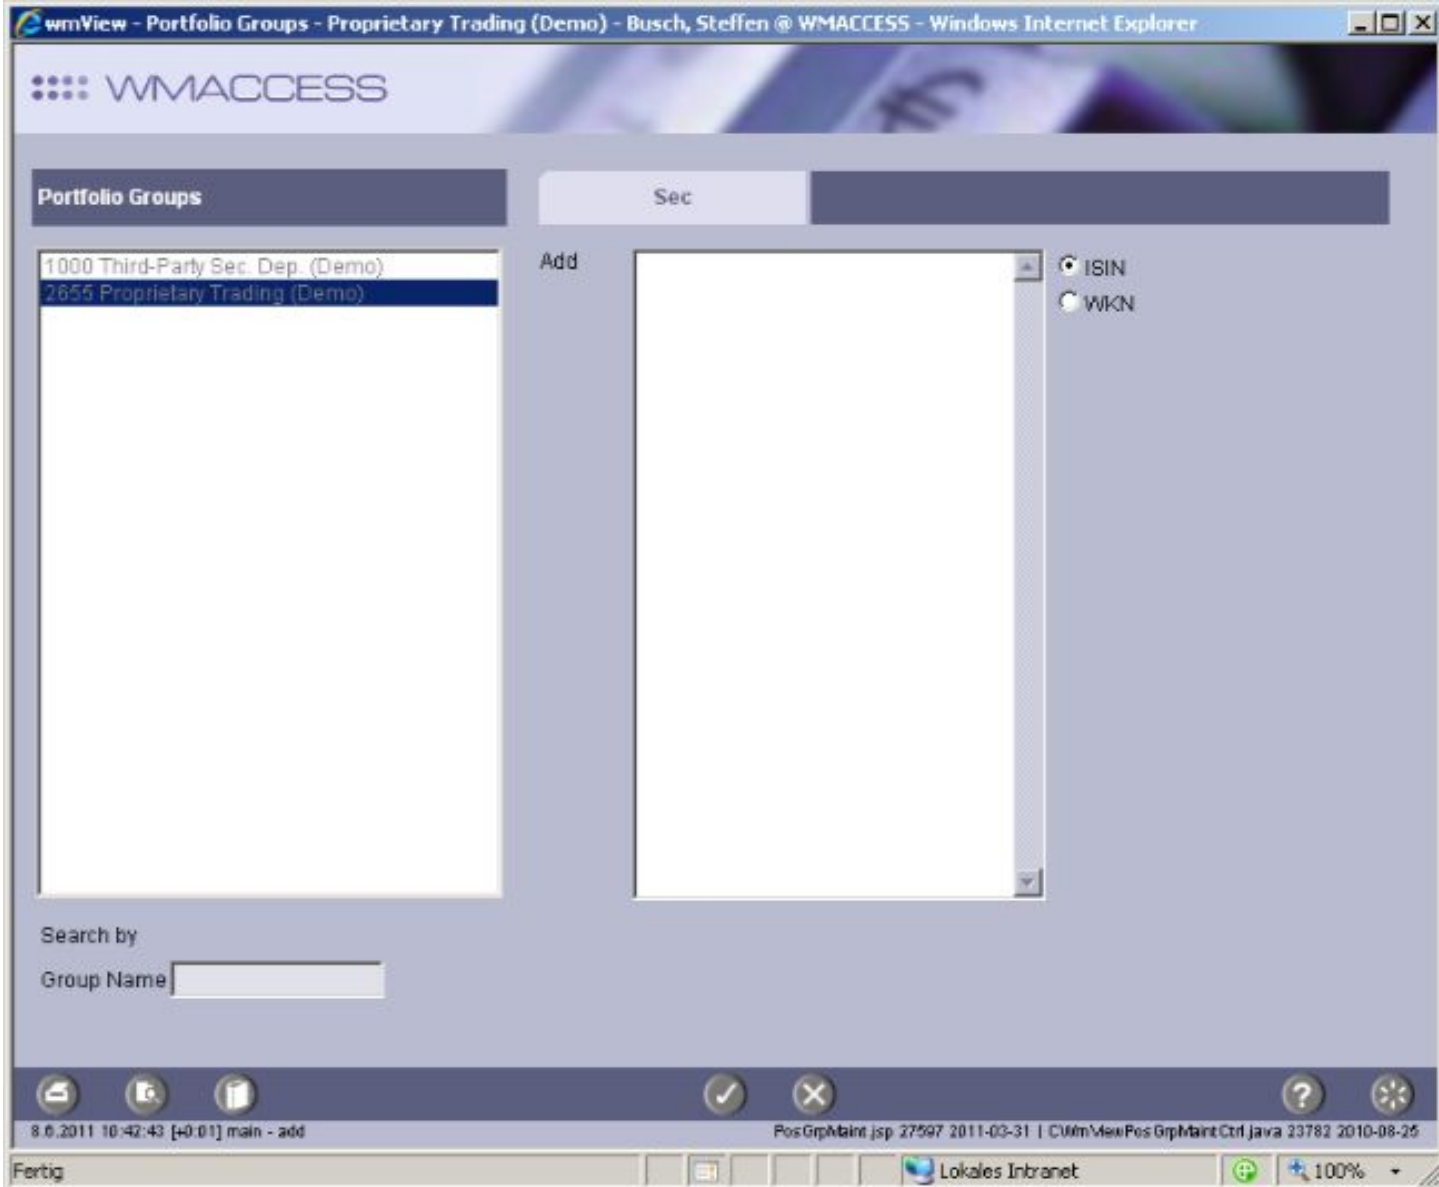 wmView - Portfolio Groups - Proprietary Trading (Demo) - Busch, Steffen @ WMACCESS - Windows Internet Explorer
WMACCESS
Portfolio Groups
Sec
1000 Third-Party Sec. Dep. (Demo)
2655 Proprietary Trading (Demo)
Add
ISIN
WKN
Search by
Group Name
8.6.2011 10:42:43 [+0:01] main - add
PosGrpMaint.jsp 27597 2011-03-31 | CWmViewPosGrpMaintCtrl.java 23782 2010-08-25
Fertig
Lokales Intranet
100%